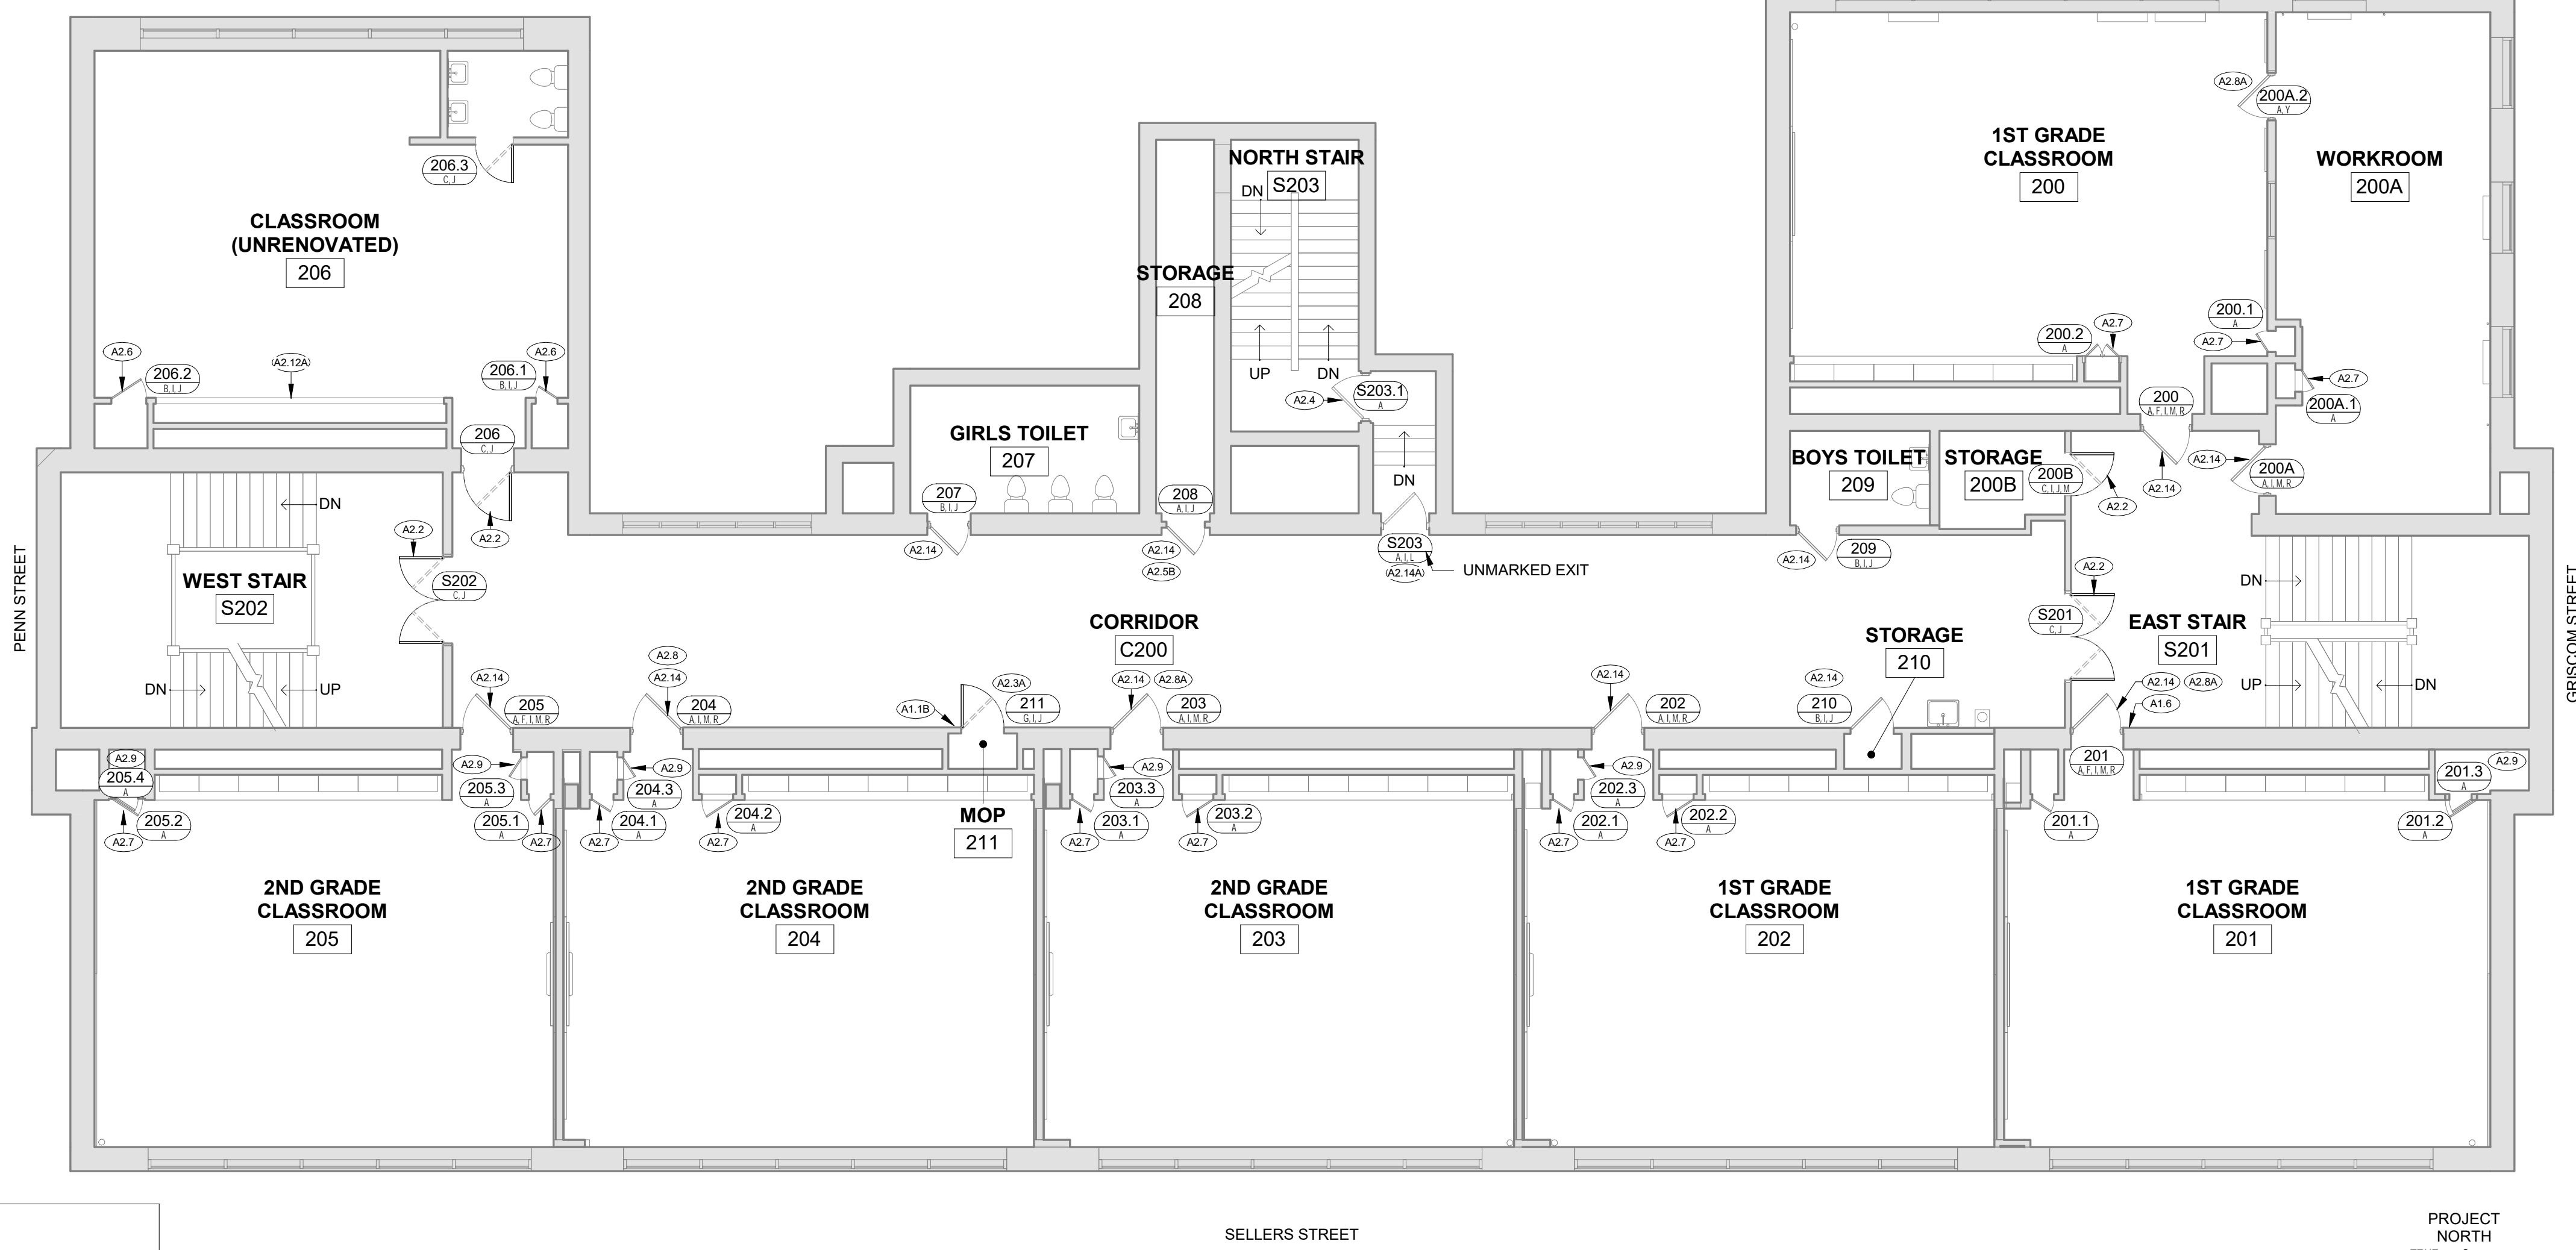 A2.8A
200A.2
A, Y
1ST GRADE
CLASSROOM
200
WORKROOM
200A
NORTH STAIR
S203
DN
206.3
C, J
CLASSROOM
(UNRENOVATED)
206
STORAGE
208
UP
DN
A2.6
206.2
B, I, J
(A2.12A)
206.1
B, I, J
A2.6
A2.4
S203.1
A
200.1
A
A2.7
200.2
A
A2.7
A2.7
200A.1
A
200
A, F, I, M, R
206
C, J
GIRLS TOILET
207
DN
BOYS TOILET
209
STORAGE
200B
200B
C, I, J, M
A2.14
200A
A, I, M, R
A2.14
A2.2
207
B, I, J
208
A, I, J
DN
A2.2
A2.2
A2.14
A2.14
A2.5B
S203
A, I, L
(A2.14A)
UNMARKED EXIT
A2.14
209
B, I, J
PENN STREET
WEST STAIR
S202
S202
C, J
DN
UP
CORRIDOR
C200
STORAGE
210
A2.2
S201
C, J
EAST STAIR
S201
DN
UP
DN
GRISCOM STREET
A2.14
205
A, F, I, M, R
A2.8
A2.14
204
A, I, M, R
A1.1B
A2.3A
211
G, I, J
A2.14
A2.8A
203
A, I, M, R
A2.14
202
A, I, M, R
A2.14
210
B, I, J
A2.14
A2.8A
A1.6
201
A, F, I, M, R
A2.9
205.4
A
205.2
A
A2.7
A2.9
205.3
A
205.1
A
A2.7
A2.9
204.3
A
204.1
A
A2.7
204.2
A
A2.7
MOP
211
A2.9
203.3
A
203.1
A
A2.7
203.2
A
A2.7
A2.9
202.3
A
202.1
A
A2.7
202.2
A
A2.7
201.1
A
201.3
A
A2.9
201.2
A
2ND GRADE
CLASSROOM
205
2ND GRADE
CLASSROOM
204
2ND GRADE
CLASSROOM
203
1ST GRADE
CLASSROOM
202
1ST GRADE
CLASSROOM
201
SELLERS STREET
PROJECT
NORTH